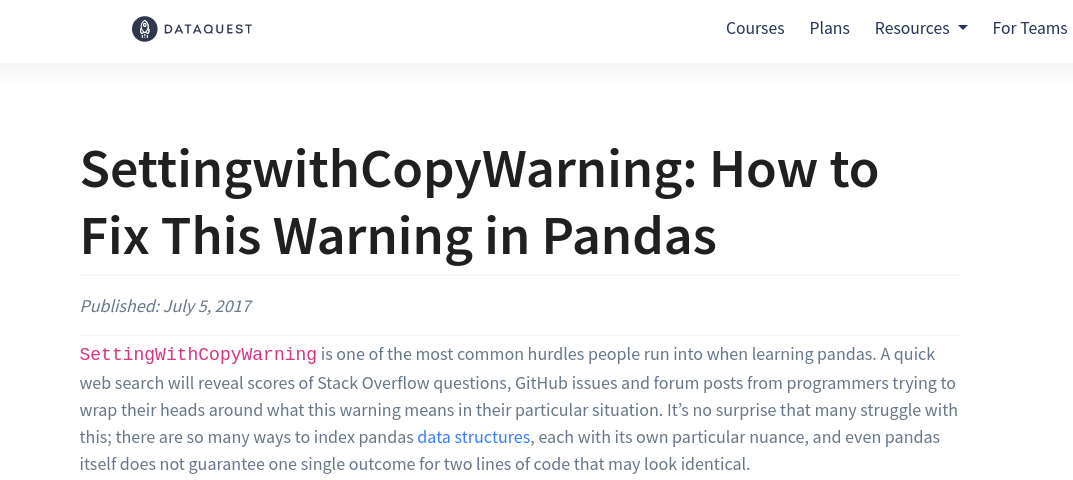 DATAQUEST
Courses Plans Resources For Teams
SettingwithCopyWarning: How to
Fix This Warning in Pandas
Published: July 5, 2017
SettingWithCopyWarning is one of the most common hurdles people run into when learning pandas. A quick
web search will reveal scores of Stack Overflow questions, GitHub issues and forum posts from programmers trying to
wrap their heads around what this warning means in their particular situation. It’s no surprise that many struggle with
this; there are so many ways to index pandas data structures, each with its own particular nuance, and even pandas
itself does not guarantee one single outcome for two lines of code that may look identical.